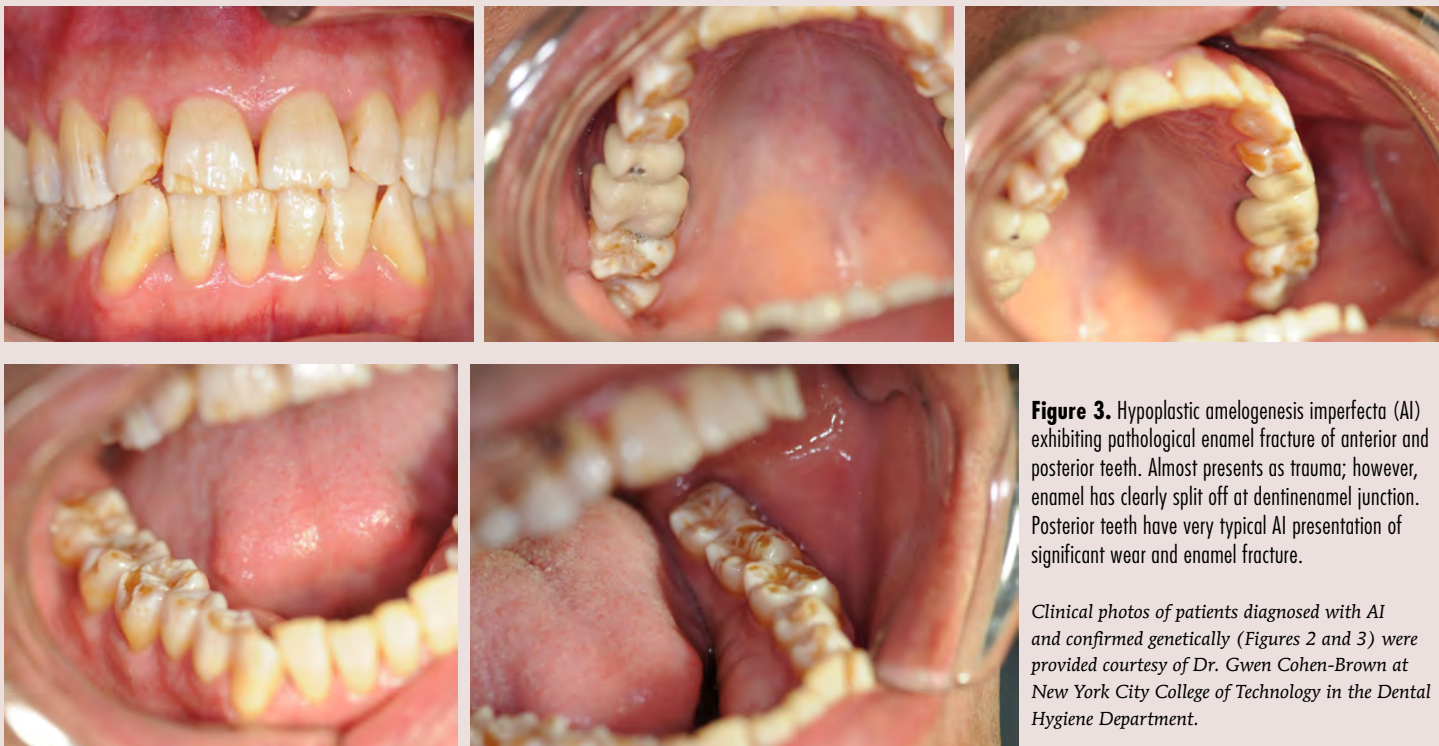 Figure 3. Hypoplastic amelogenesis imperfecta (AI)
exhibiting pathological enamel fracture of anterior and
posterior teeth. Almost presents as trauma; however,
enamel has clearly split off at dentinenamel junction.
Posterior teeth have very typical AI presentation of
significant wear and enamel fracture.
Clinical photos of patients diagnosed with AI
and confirmed genetically (Figures 2 and 3) were
provided courtesy of Dr. Gwen Cohen-Brown at
New York City College of Technology in the Dental
Hygiene Department.